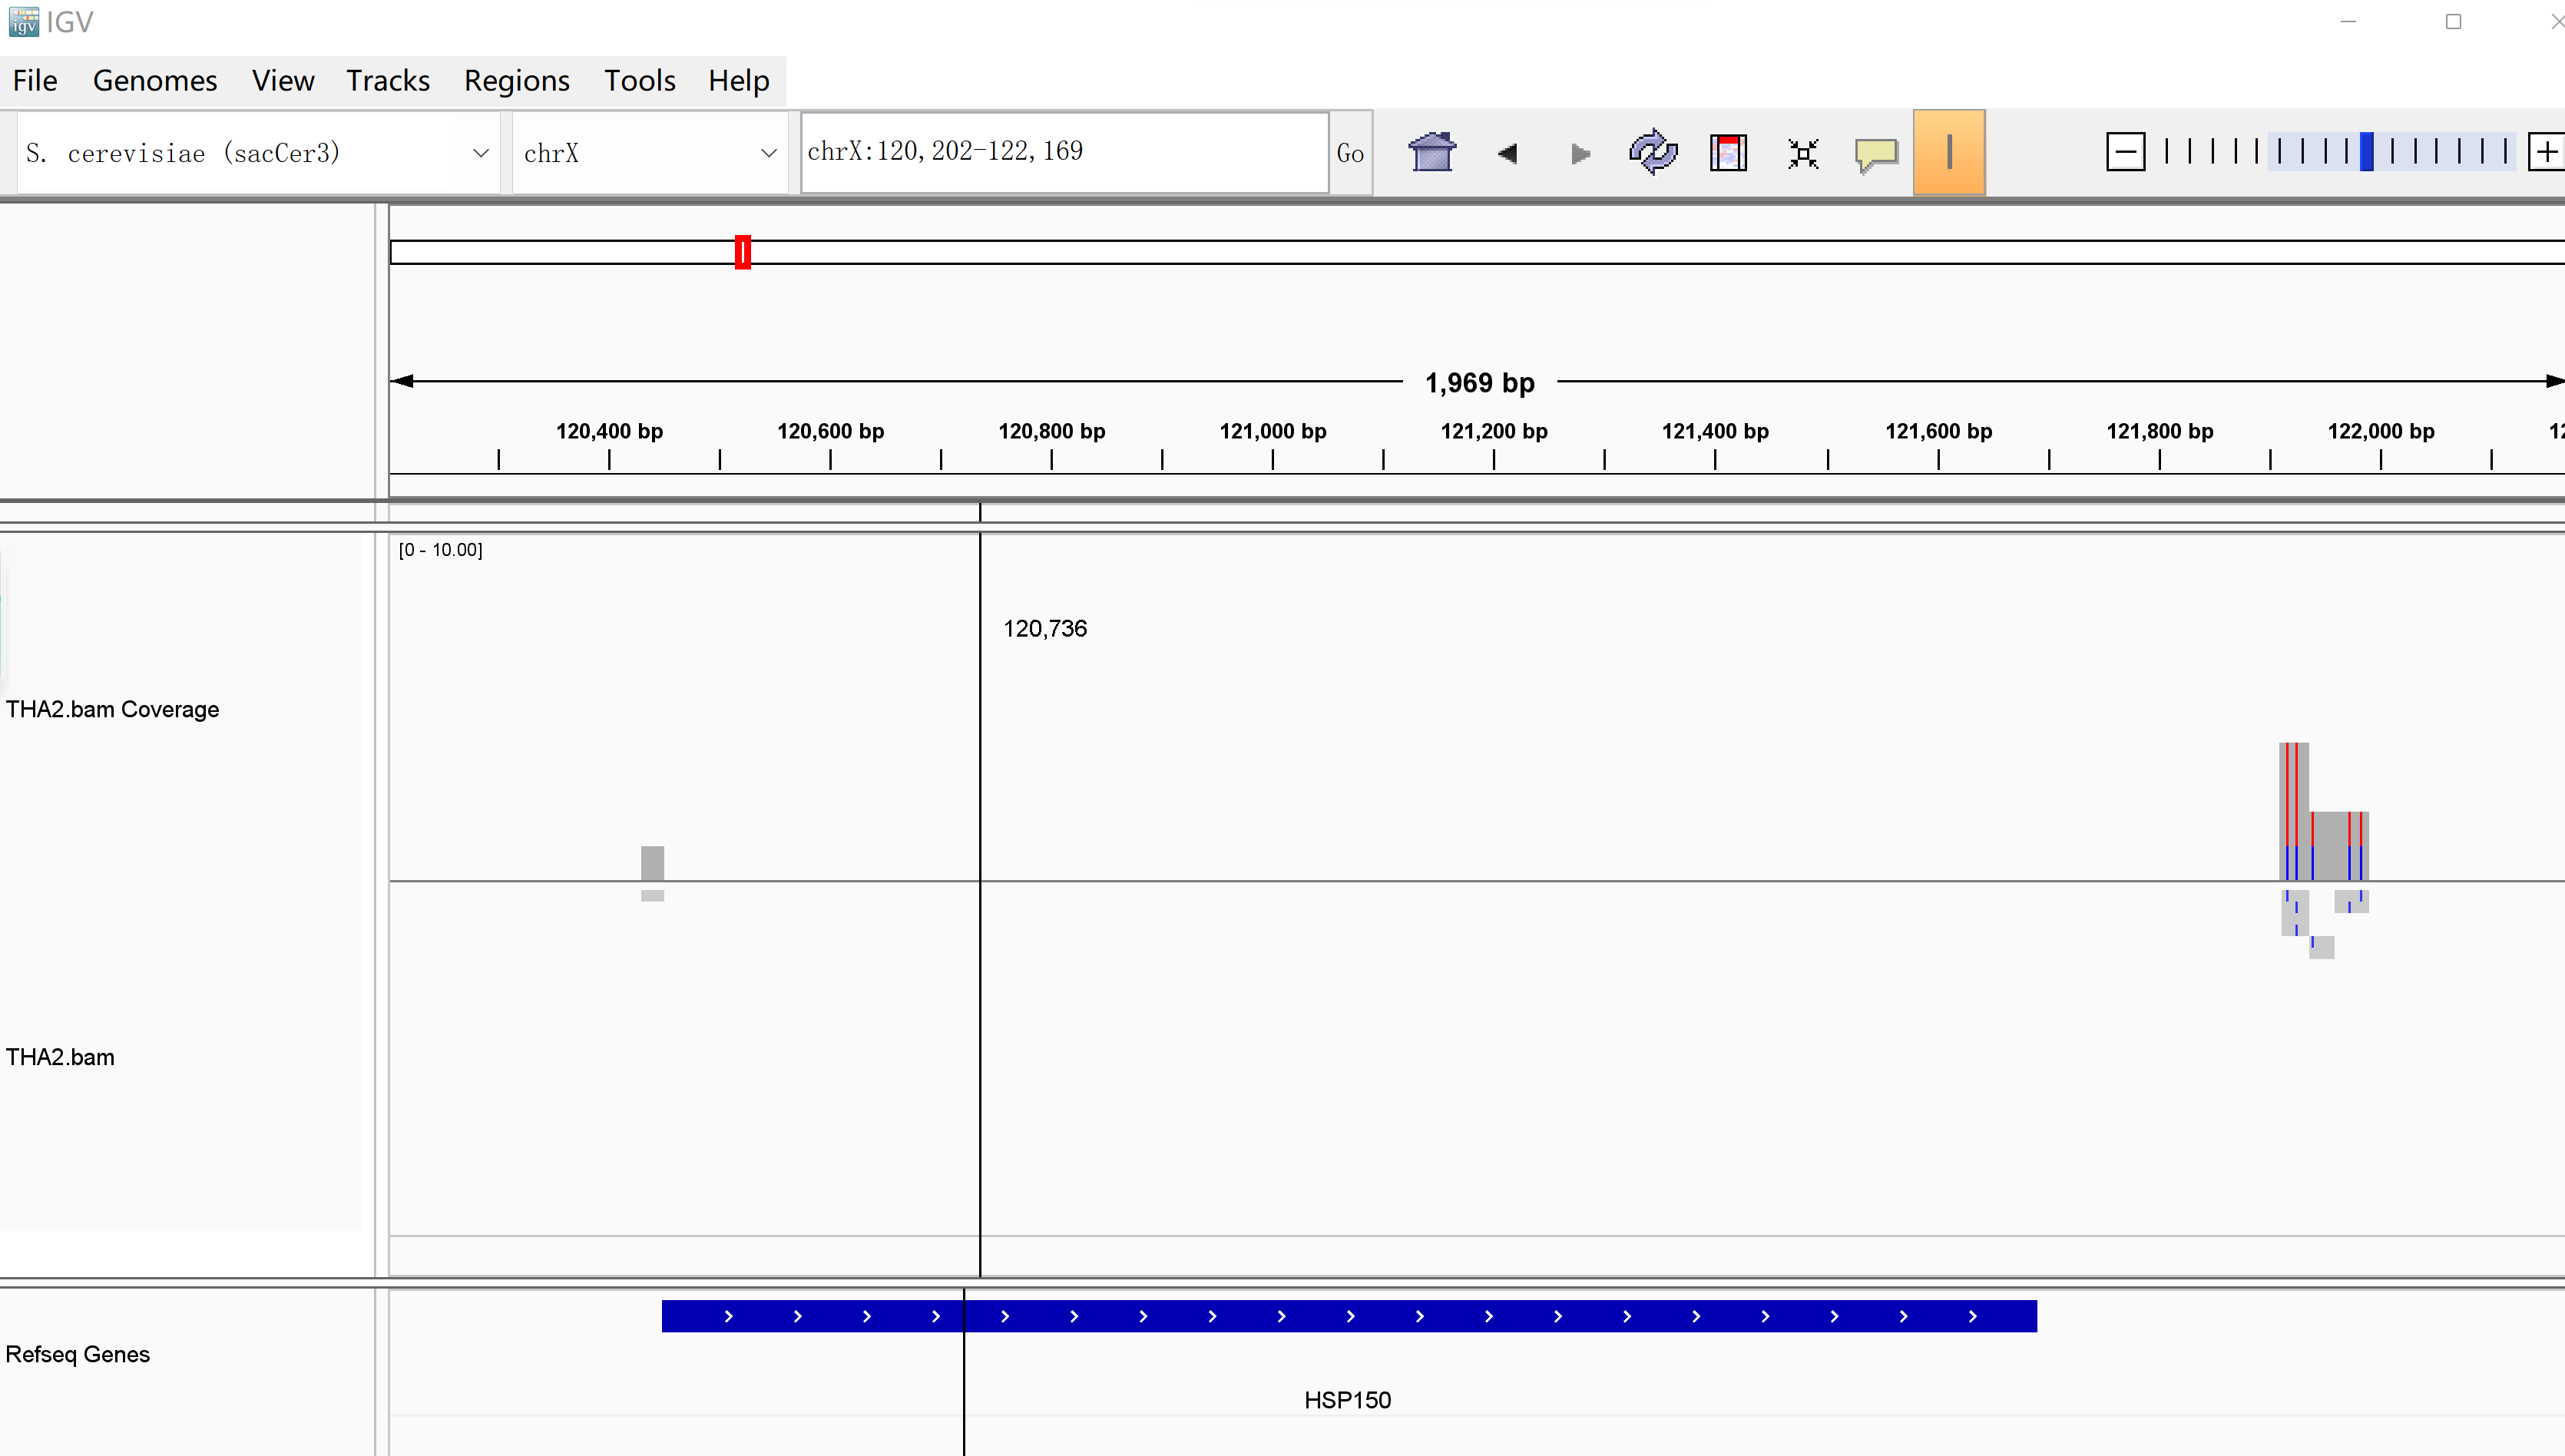 IGV
File Genomes View Tracks Regions Tools Help
S. cerevisiae (sacCer3) chrX chrX:120,202-122,169 Go
1,969 bp
120,400 bp 120,600 bp 120,800 bp 121,000 bp 121,200 bp 121,400 bp 121,600 bp 121,800 bp 122,000 bp
[0 - 10.00]
120,736
THA2.bam Coverage
THA2.bam
Refseq Genes
HSP150